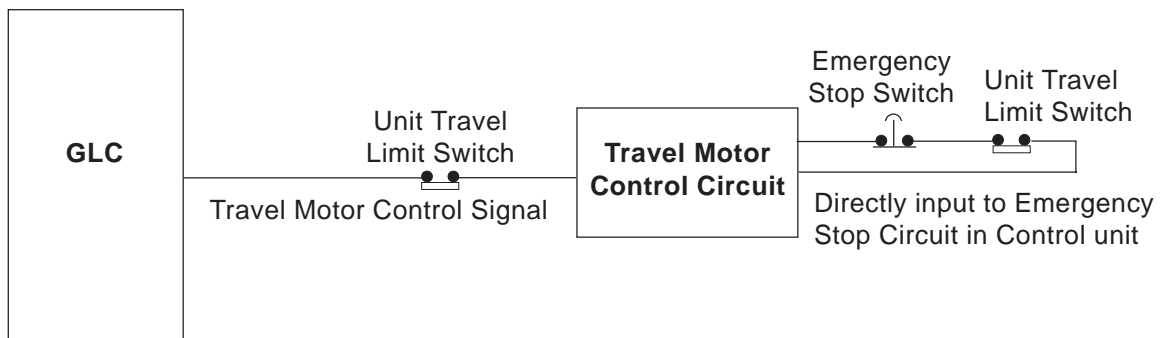 GLC
Unit Travel
Limit Switch
Travel Motor Control Signal
Travel Motor
Control Circuit
Emergency
Stop Switch
Unit Travel
Limit Switch
Directly input to Emergency
Stop Circuit in Control unit